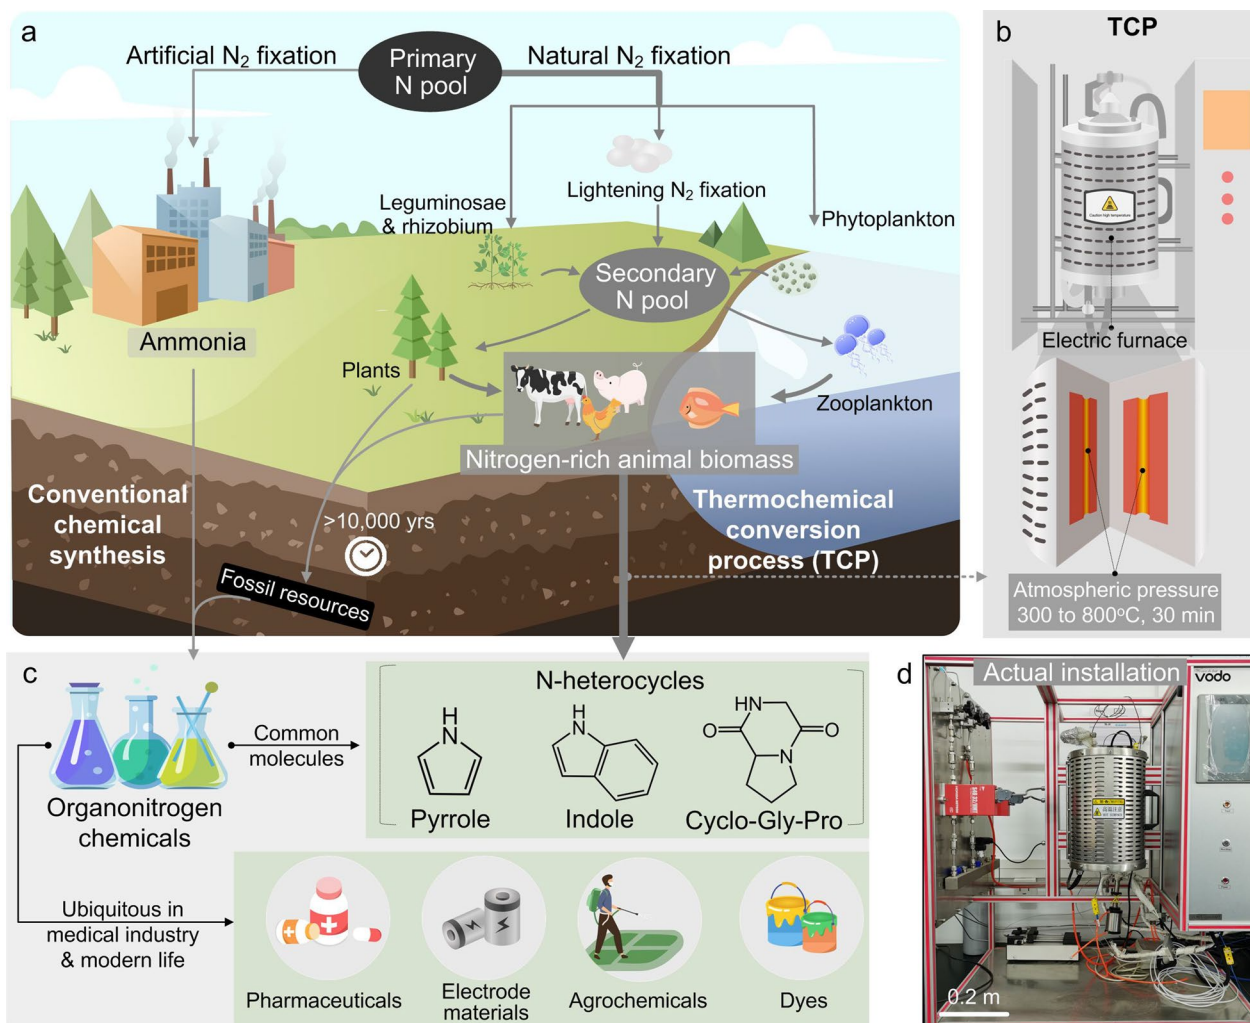 a
Artificial N₂ fixation
Primary
N pool
Natural N₂ fixation
Leguminosae
& rhizobium
Lightening N₂ fixation
Phytoplankton
Secondary
N pool
Ammonia
Plants
Zooplankton
Nitrogen-rich animal biomass
Conventional
chemical
synthesis
>10,000 yrs
Fossil resources
Thermochemical
conversion
process (TCP)
b
TCP
Caution high temperature
Electric furnace
Atmospheric pressure
300 to 800°C, 30 min
c
Organonitrogen
chemicals
Common
molecules
N-heterocycles
H
N
Pyrrole
H
N
Indole
HN
O
O
N
Cyclo-Gly-Pro
Ubiquitous in
medical industry
& modern life
Pharmaceuticals
Electrode
materials
Agrochemicals
Dyes
d
Actual installation
vodo
0.2 m